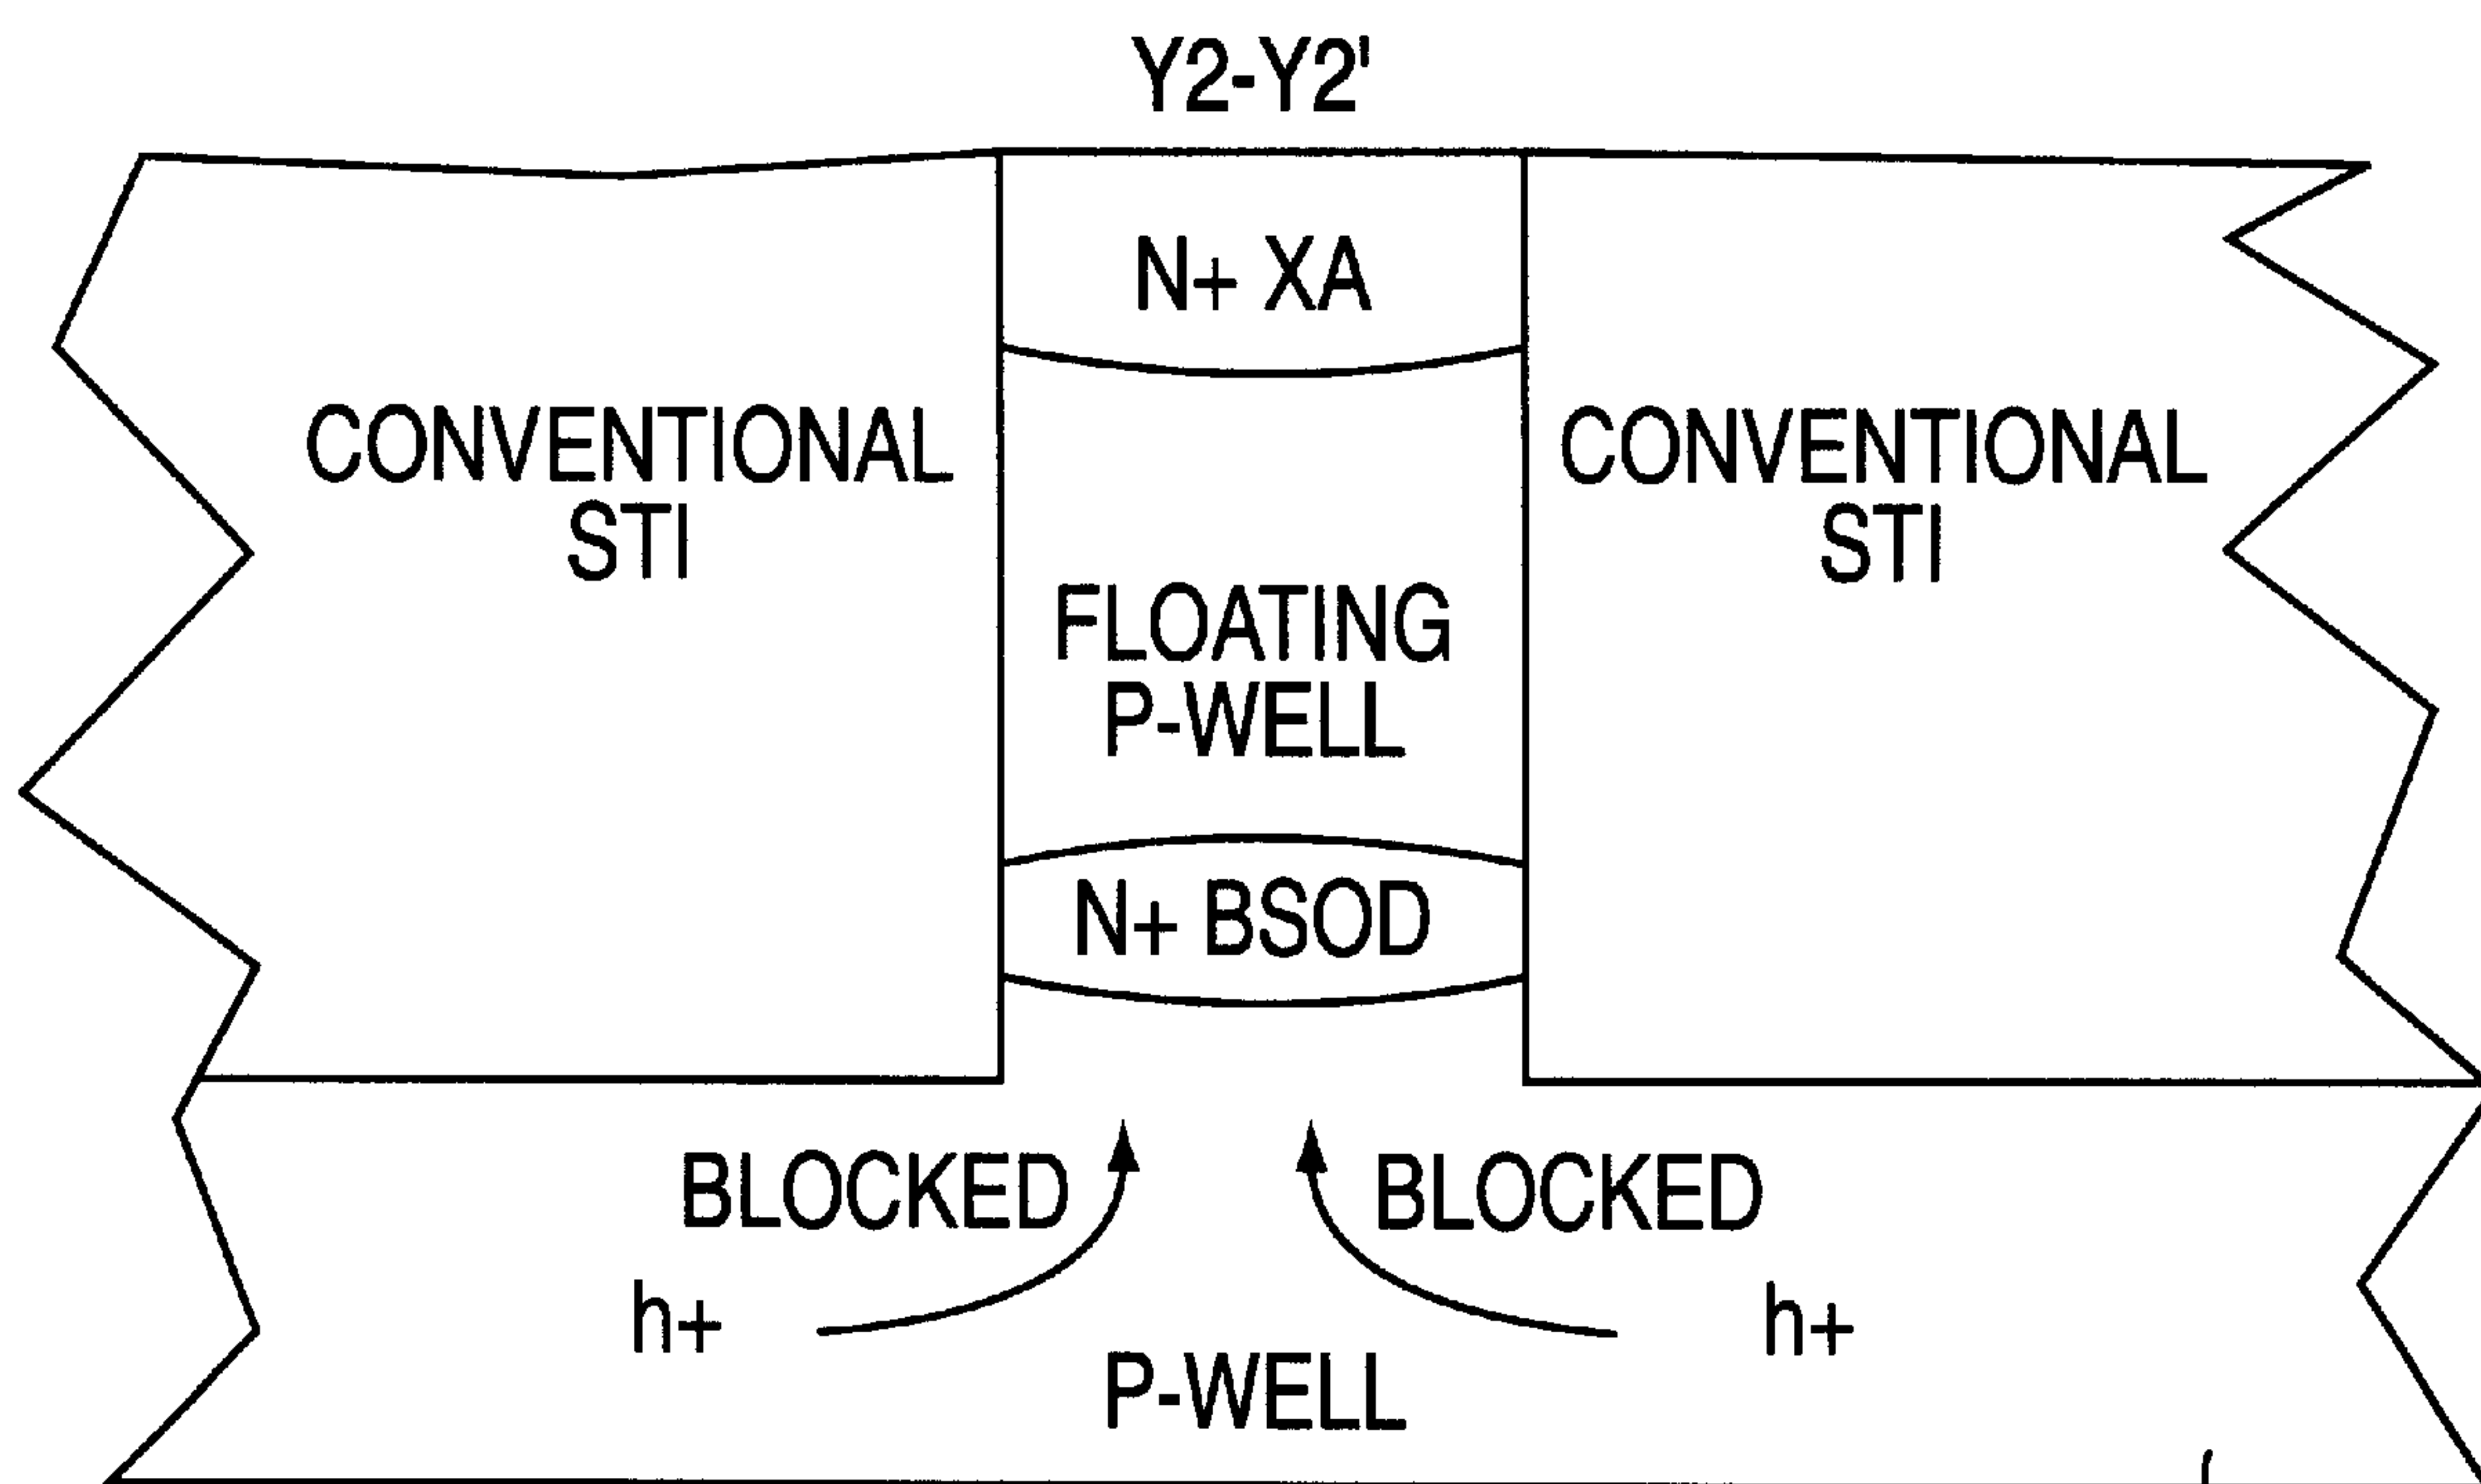 Y2-Y2'
N+ XA
CONVENTIONAL
STI
CONVENTIONAL
STI
FLOATING
P-WELL
N+ BSOD
BLOCKED
BLOCKED
h+
h+
P-WELL